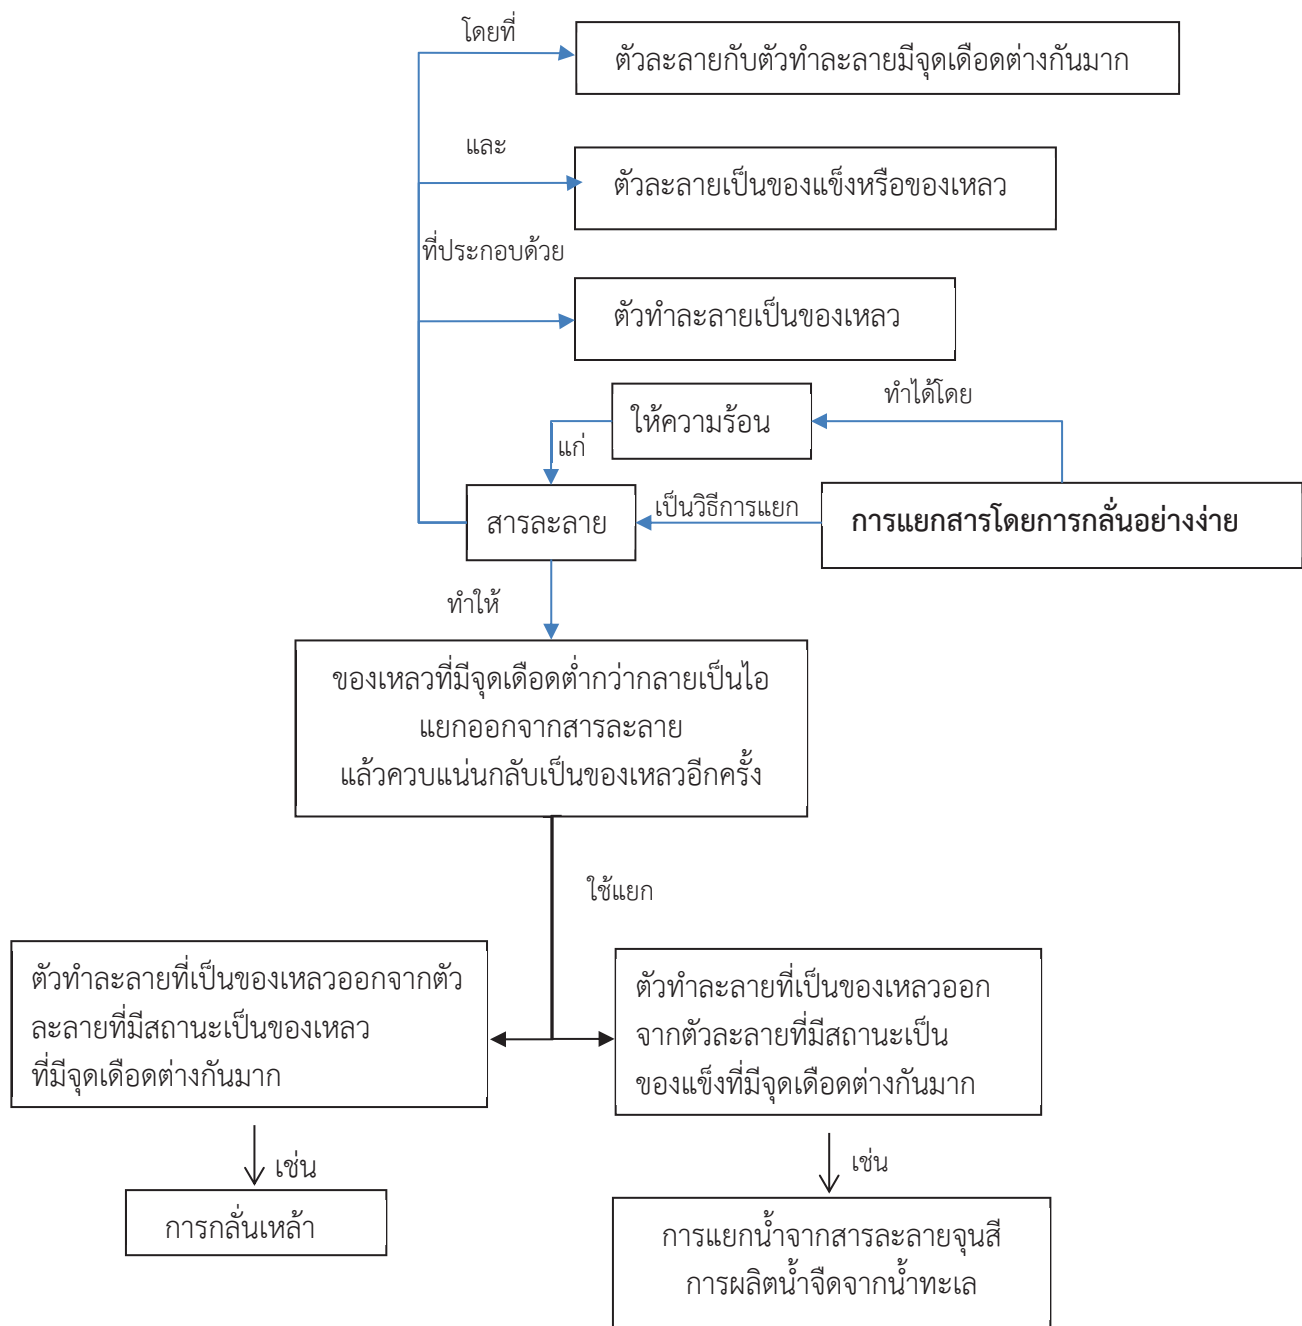 โดยที่
ตัวละลายกับตัวทำละลายมีจุดเดือดต่างกันมาก
และ
ตัวละลายเป็นของแข็งหรือของเหลว
ที่ประกอบด้วย
ตัวทำละลายเป็นของเหลว
ทำได้โดย
ให้ความร้อน
แก่
เป็นวิธีการแยก
สารละลาย
การแยกสารโดยการกลั่นอย่างง่าย
ทำให้
ของเหลวที่มีจุดเดือดต่ำกว่ากลายเป็นไอ
แยกออกจากสารละลาย
แล้วควบแน่นกลับเป็นของเหลวอีกครั้ง
ใช้แยก
ตัวทำละลายที่เป็นของเหลวออกจากตัว
ละลายที่มีสถานะเป็นของเหลว
ที่มีจุดเดือดต่างกันมาก
ตัวทำละลายที่เป็นของเหลวออก
จากตัวละลายที่มีสถานะเป็น
ของแข็งที่มีจุดเดือดต่างกันมาก
เช่น
การกลั่นเหล้า
เช่น
การแยกน้ำจากสารละลายจุนสี
การผลิตน้ำจืดจากน้ำทะเล